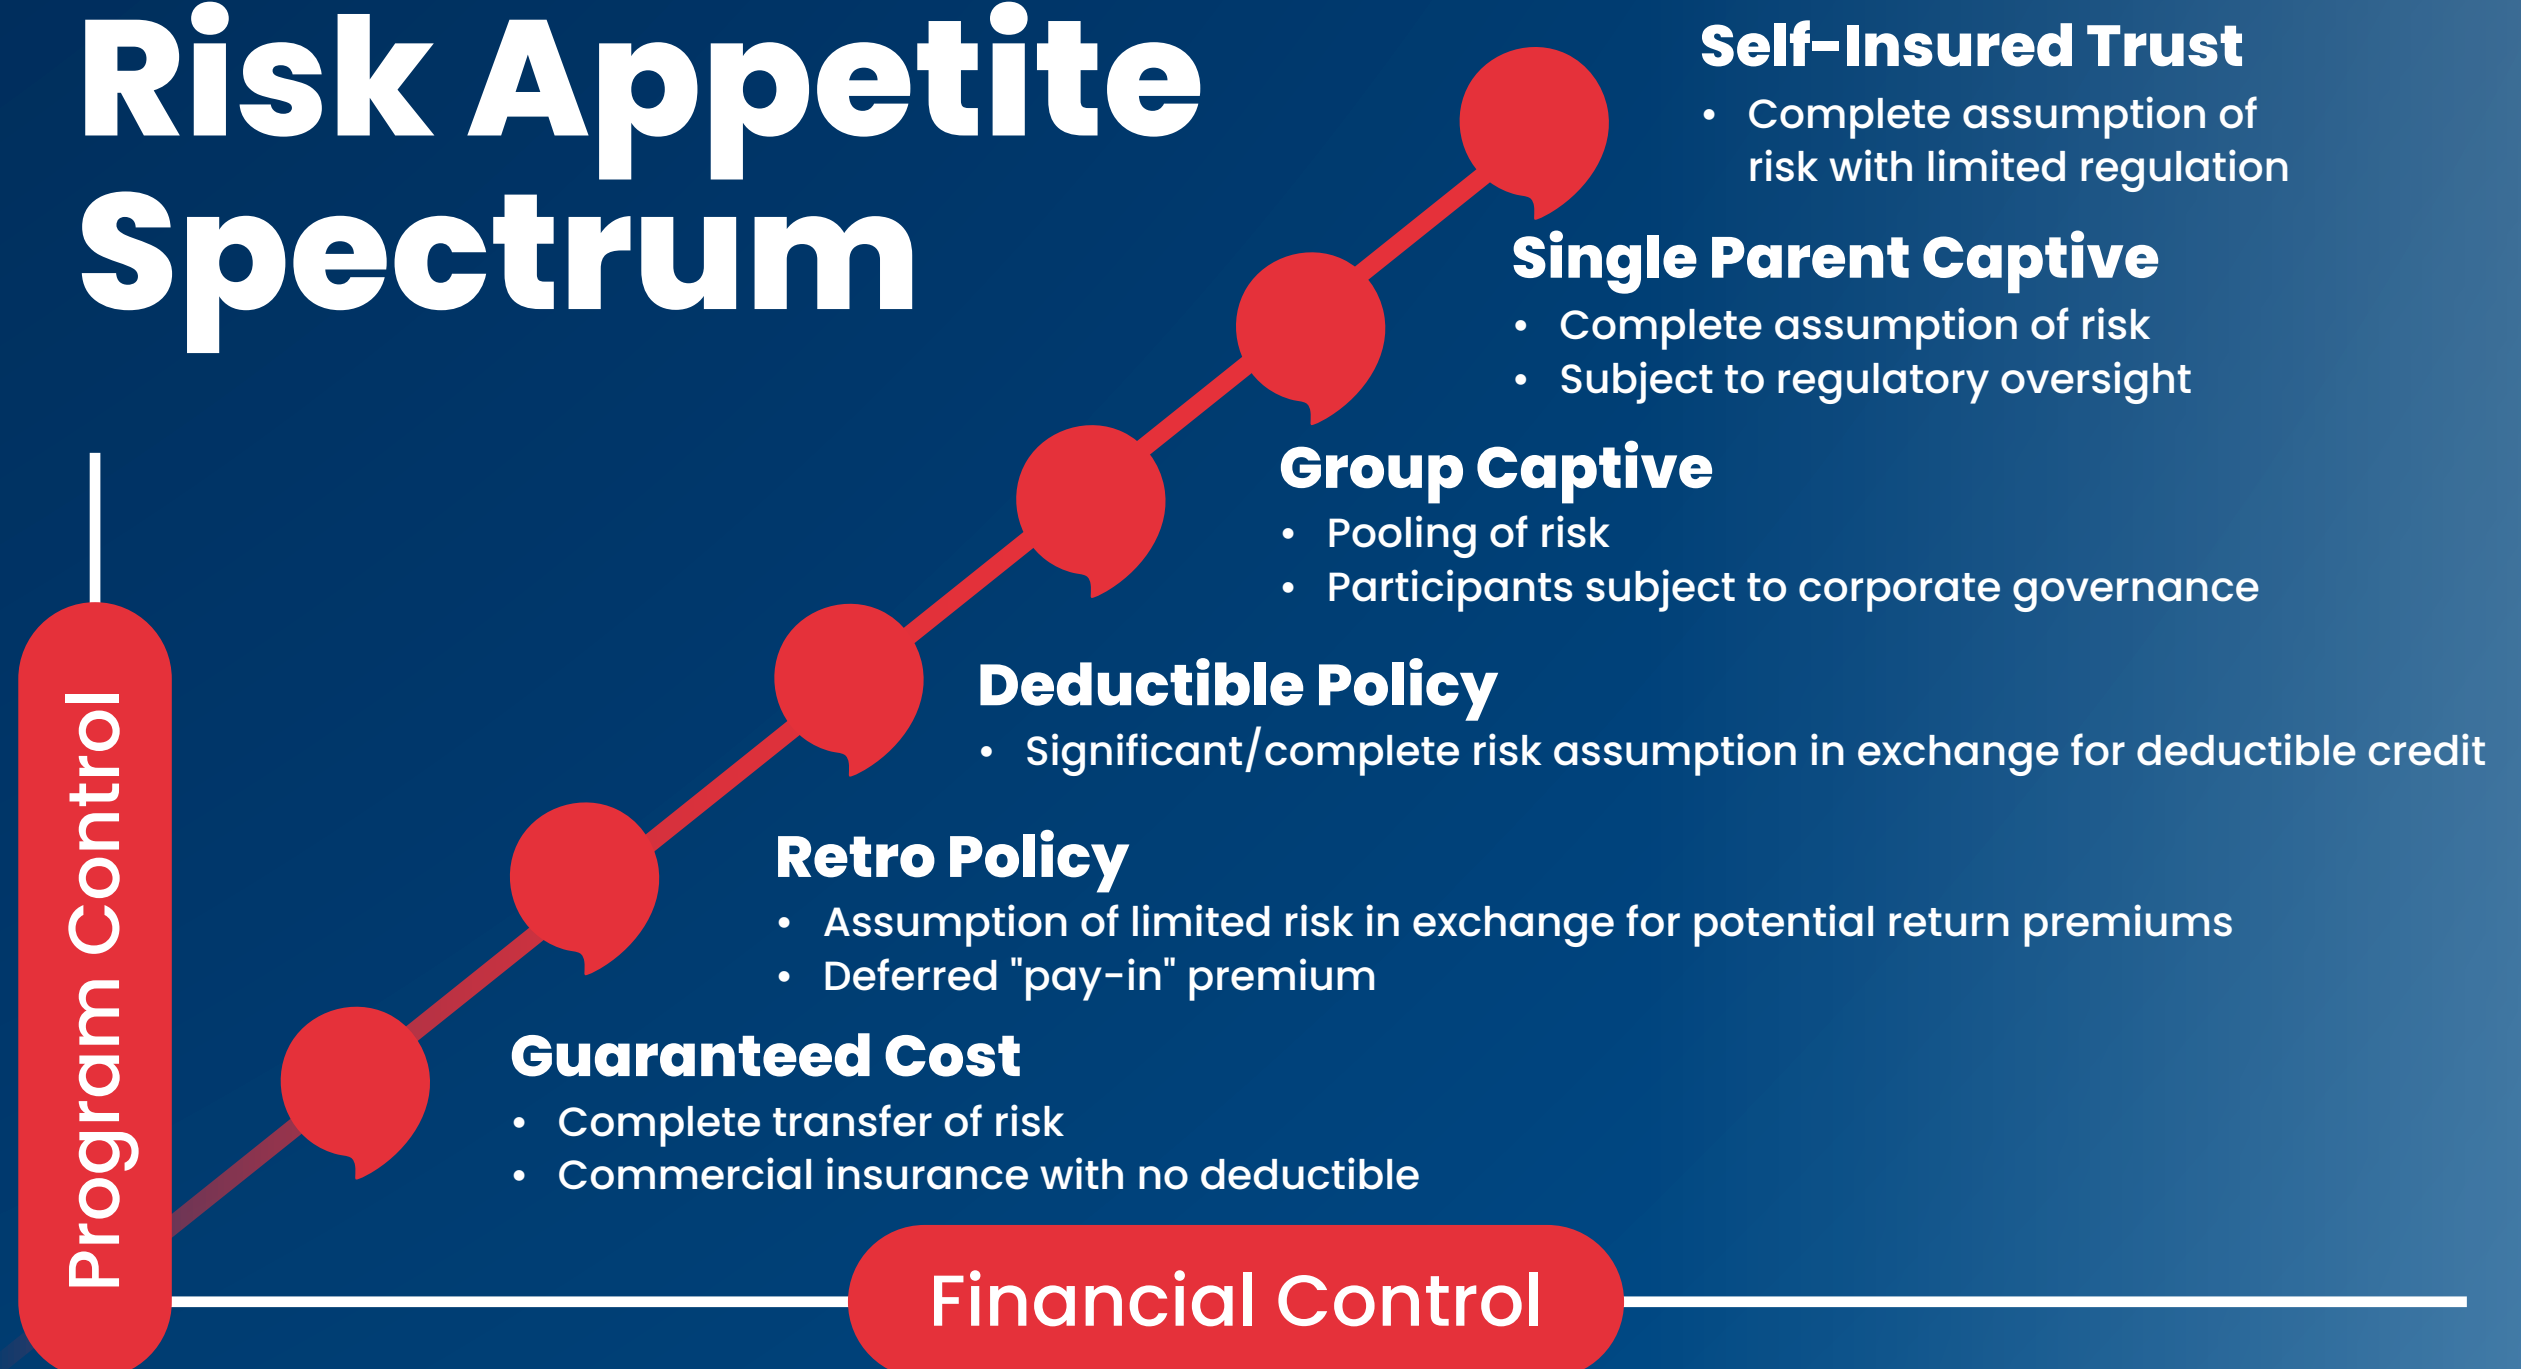 Risk Appetite
Spectrum
Self-Insured Trust
• Complete assumption of
risk with limited regulation
Single Parent Captive
• Complete assumption of risk
• Subject to regulatory oversight
Group Captive
• Pooling of risk
• Participants subject to corporate governance
Deductible Policy
• Significant/complete risk assumption in exchange for deductible credit
Retro Policy
• Assumption of limited risk in exchange for potential return premiums
• Deferred "pay-in" premium
Guaranteed Cost
• Complete transfer of risk
• Commercial insurance with no deductible
Program Control
Financial Control